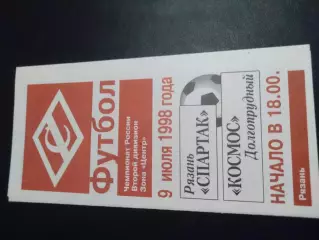 Футбол
Чемпионат России
Второй дивизион
Зона «Центр»
9 июля 1998 года
Рязань
«СПАРТАК»
«КОСМОС»
Долгопрудный
НАЧАЛО В 18.00.
Рязань